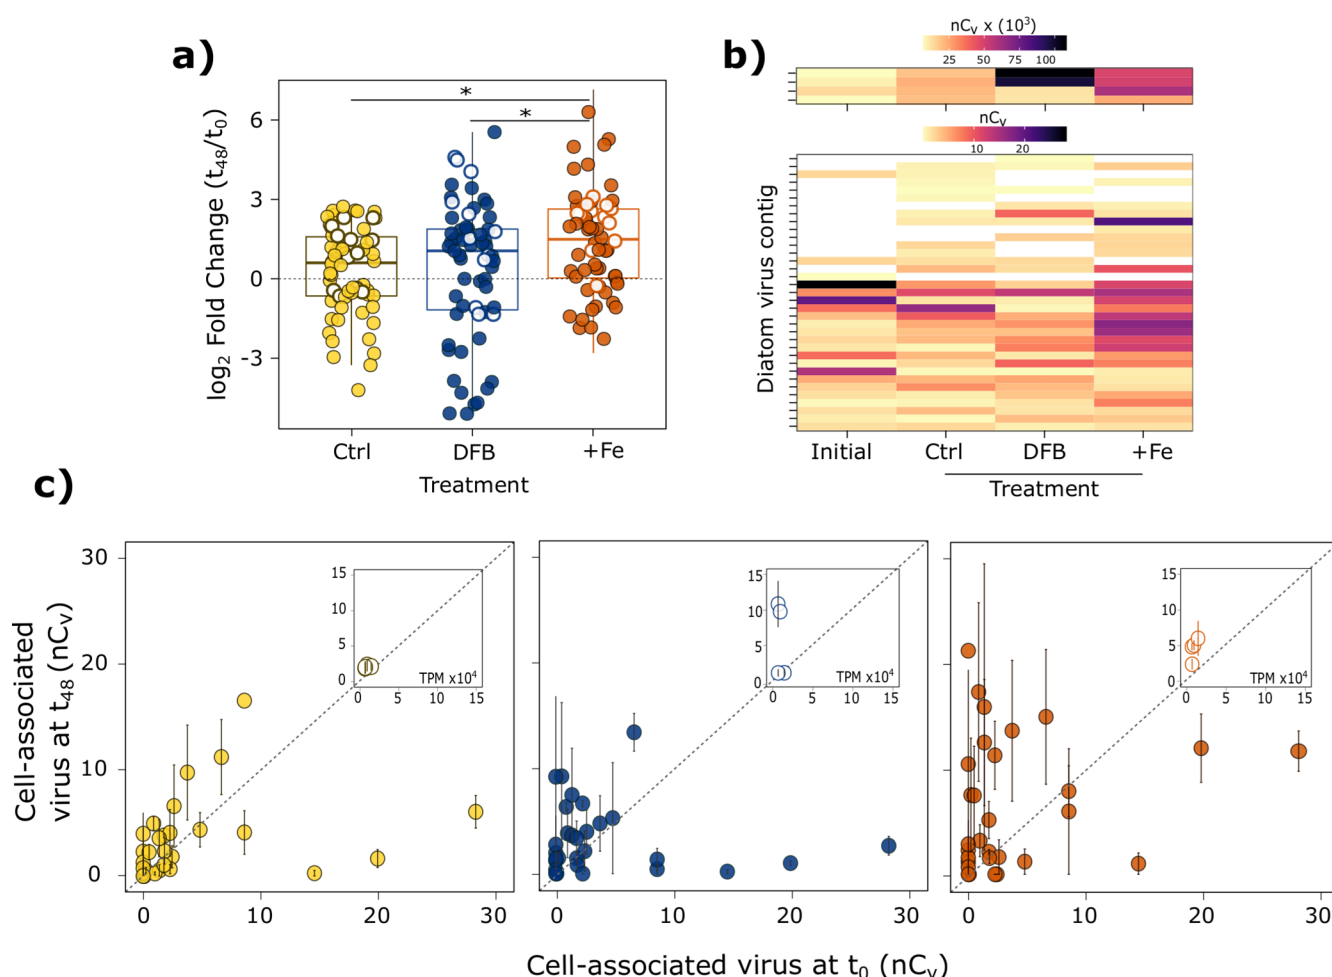 a)
log₂ Fold Change (t₄₈/t₀)
6
3
0
-3
*
*
Ctrl
DFB
+Fe
Treatment
b)
nCᵥ x (10³)
25 50 75 100
nCᵥ
10 20
Diatom virus contig
Initial
Ctrl
DFB
+Fe
Treatment
c)
Cell-associated
virus at t₄₈ (nCᵥ)
30
20
10
0
0 10 20 30
15
10
5
0
TPM x10⁴
0 5 10 15
0 10 20 30
15
10
5
0
TPM x10⁴
0 5 10 15
0 10 20 30
15
10
5
0
TPM x10⁴
0 5 10 15
Cell-associated virus at t₀ (nCᵥ)